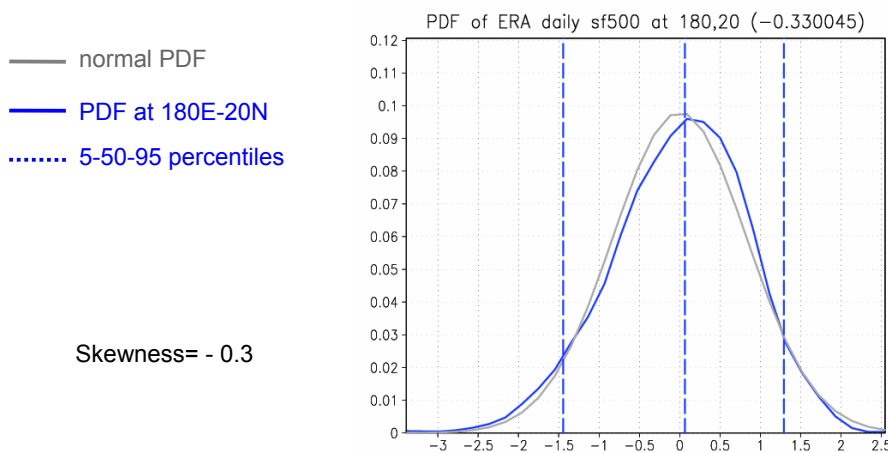 PDF of ERA daily sf500 at 180,20 (−0.330045)
normal PDF
PDF at 180E-20N
5-50-95 percentiles
Skewness= - 0.3
0.12
0.11
0.1
0.09
0.08
0.07
0.06
0.05
0.04
0.03
0.02
0.01
0
−3 −2.5 −2 −1.5 −1 −0.5 0 0.5 1 1.5 2 2.5